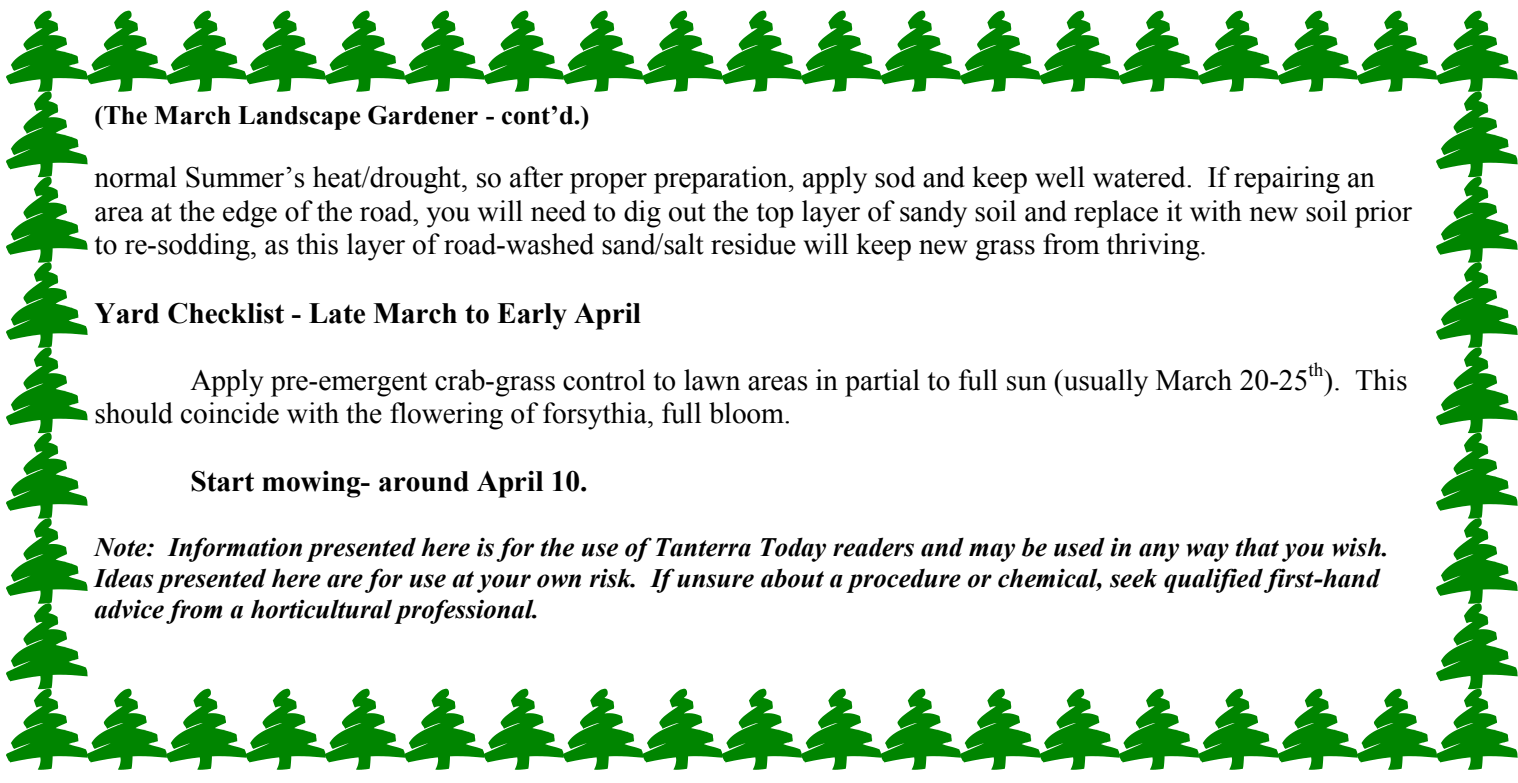 (The March Landscape Gardener - cont’d.)
normal Summer’s heat/drought, so after proper preparation, apply sod and keep well watered.  If repairing an
area at the edge of the road, you will need to dig out the top layer of sandy soil and replace it with new soil prior
to re-sodding, as this layer of road-washed sand/salt residue will keep new grass from thriving.
Yard Checklist - Late March to Early April
Apply pre-emergent crab-grass control to lawn areas in partial to full sun (usually March 20-25th).  This
should coincide with the flowering of forsythia, full bloom.
Start mowing- around April 10.
Note:  Information presented here is for the use of Tanterra Today readers and may be used in any way that you wish.
Ideas presented here are for use at your own risk.  If unsure about a procedure or chemical, seek qualified first-hand
advice from a horticultural professional.